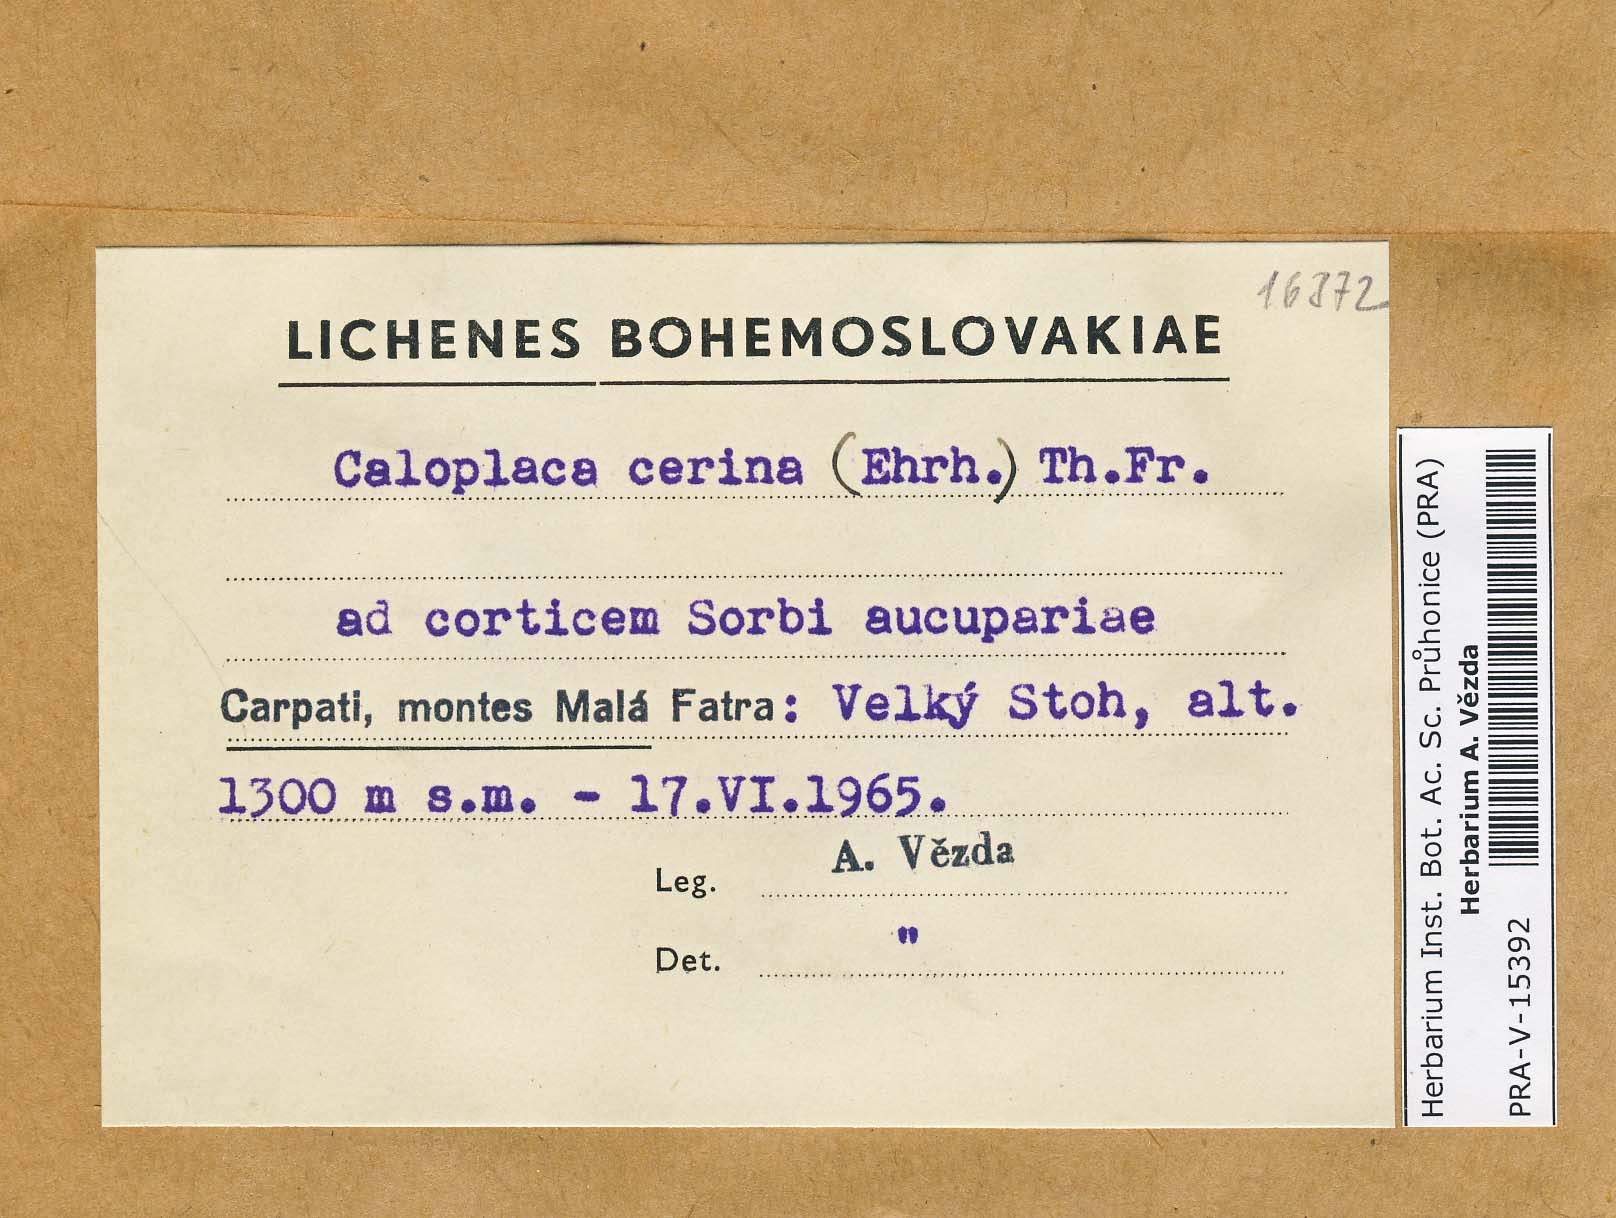 16372
LICHENES BOHEMOSLOVAKIAE
Caloplaca cerina (Ehrh.) Th.Fr.
ad corticem Sorbi aucupariae
Carpati, montes Malá Fatra: Velký Stoh, alt.
1300 m s.m. - 17.VI.1965.
Leg. A. Vězda
Det. "
Herbarium Inst. Bot. Ac. Sc. Průhonice (PRA)
Herbarium A. Vězda
PRA-V-15392